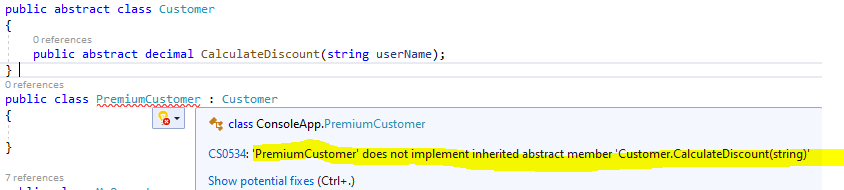 public abstract class Customer
{
0 references
public abstract decimal CalculateDiscount(string userName);
}
0 references
public class PremiumCustomer : Customer
{
class ConsoleApp.PremiumCustomer
}
CS0534: 'PremiumCustomer' does not implement inherited abstract member 'Customer.CalculateDiscount(string)'
7 references
Show potential fixes (Ctrl+.)